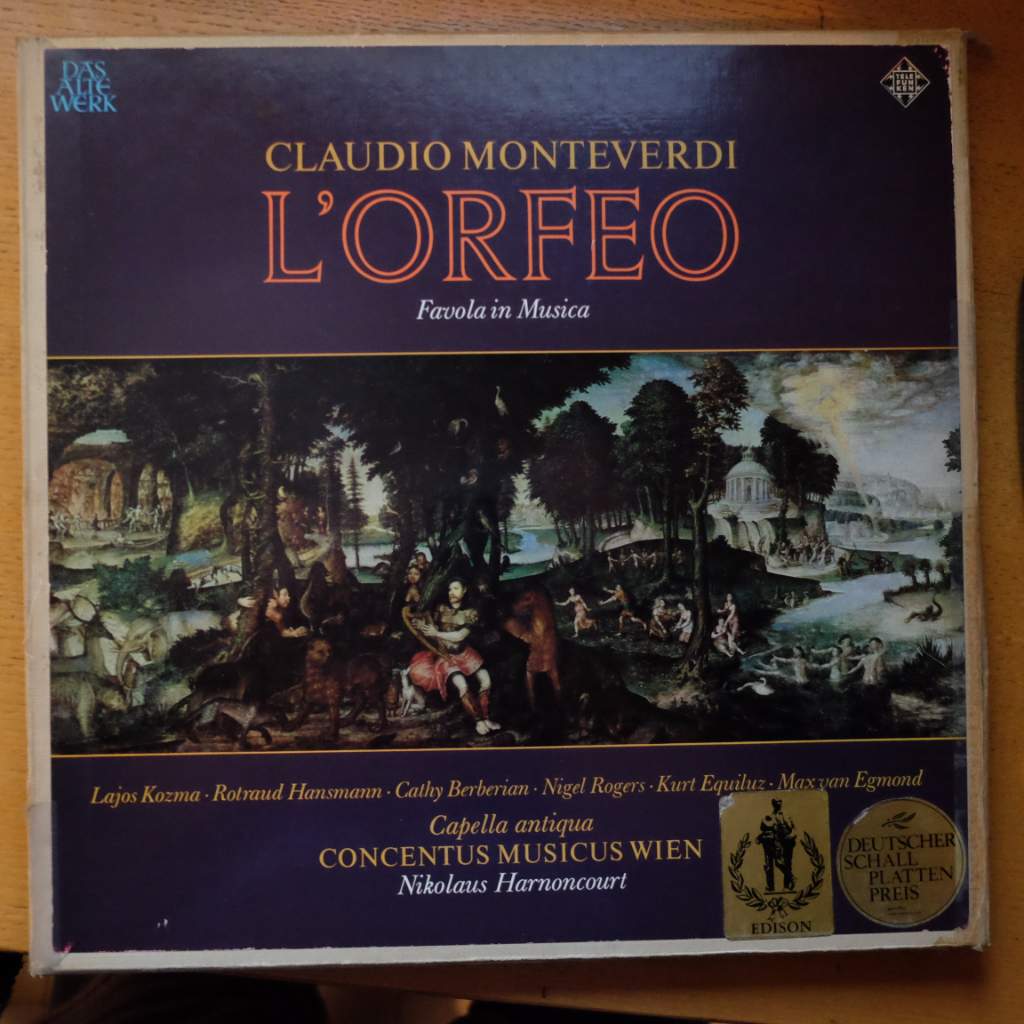 DAS
ALTE
WERK
TELE
FUN
KEN
CLAUDIO MONTEVERDI
L'ORFEO
Favola in Musica
Lajos Kozma · Rotraud Hansmann · Cathy Berberian · Nigel Rogers · Kurt Equiluz · Max van Egmond
Capella antiqua
CONCENTUS MUSICUS WIEN
Nikolaus Harnoncourt
EDISON
DEUTSCHER
SCHALL
PLATTEN
PREIS